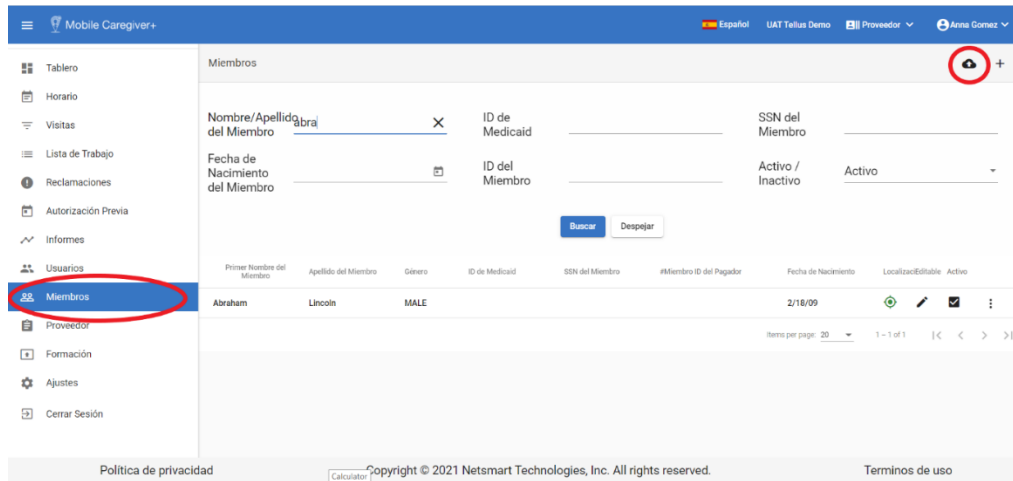 Mobile Caregiver+
Español
UAT Tellus Demo
Proveedor
Anna Gomez
Tablero
Horario
Visitas
Lista de Trabajo
Reclamaciones
Autorización Previa
Informes
Usuarios
Miembros
Proveedor
Formación
Ajustes
Cerrar Sesión
Miembros
Nombre/Apellido
del Miembro
abra
ID de
Medicaid
SSN del
Miembro
Fecha de
Nacimiento
del Miembro
ID del
Miembro
Activo /
Inactivo
Activo
Buscar
Despejar
Primer Nombre del
Miembro
Apellido del Miembro
Género
ID de Medicaid
SSN del Miembro
#Miembro ID del Pagador
Fecha de Nacimiento
Localizaci
Editable
Activo
Abraham
Lincoln
MALE
2/18/09
Items per page: 20
1 – 1 of 1
Política de privacidad
Calculator
Copyright © 2021 Netsmart Technologies, Inc. All rights reserved.
Terminos de uso